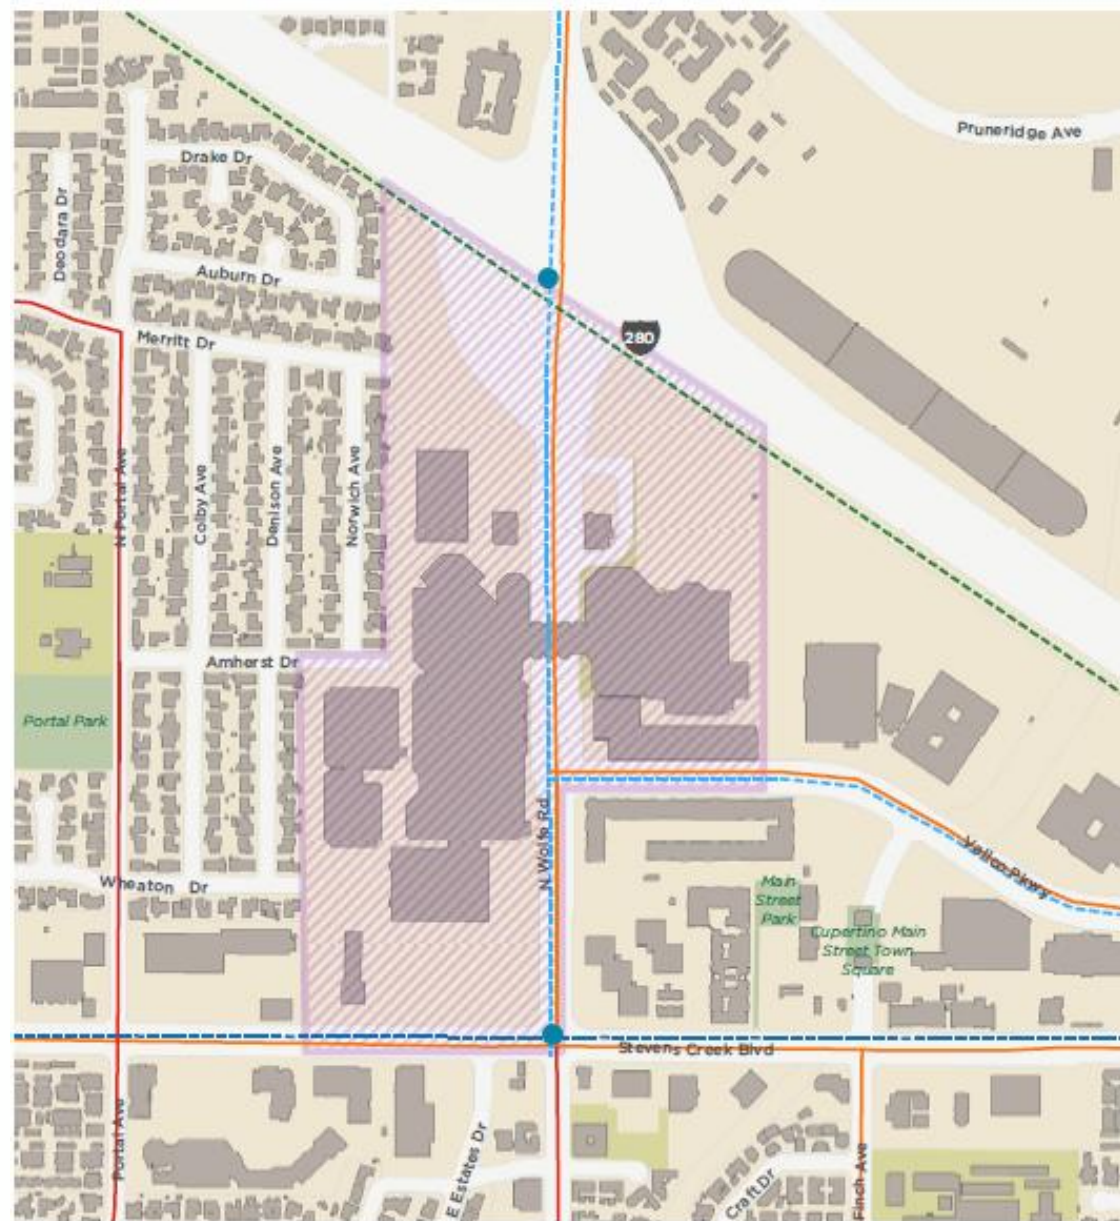 Pruneridge Ave
Drake Dr
Deodara Dr
Auburn Dr
280
Merritt Dr
N Portal Ave
Colby Ave
Denison Ave
Norwich Ave
Amherst Dr
Portal Park
N Wolfe Rd
Vallco Pkwy
Wheaton Dr
Main
Street
Park
Cupertino Main
Street Town
Square
Stevens Creek Blvd
Portal Ave
E Estates Dr
Craft Dr
Finch Ave